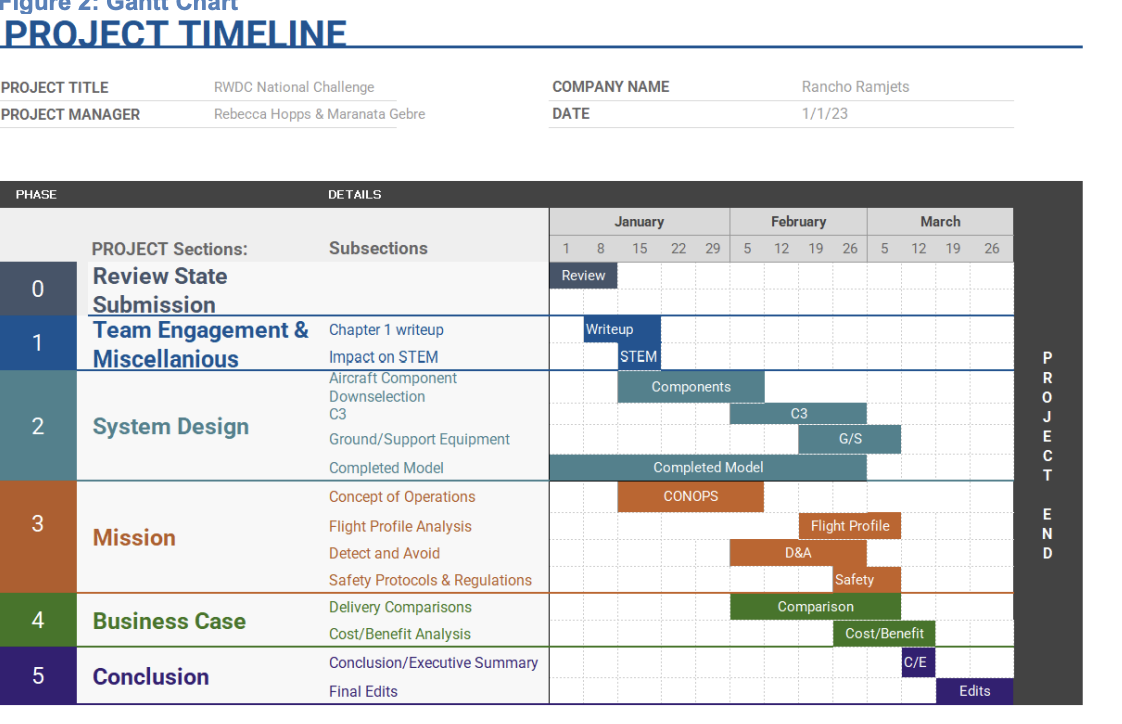 Figure 2: Gantt Chart
PROJECT TIMELINE
PROJECT TITLE RWDC National Challenge COMPANY NAME Rancho Ramjets
PROJECT MANAGER Rebecca Hopps & Maranata Gebre DATE 1/1/23
PHASE DETAILS
January February March
PROJECT Sections: Subsections 1 8 15 22 29 5 12 19 26 5 12 19 26
0 Review State Submission Review
1 Team Engagement & Miscellanious
Chapter 1 writeup Writeup
Impact on STEM STEM
2 System Design
Aircraft Component Downselection Components
C3 C3
Ground/Support Equipment G/S
Completed Model Completed Model
3 Mission
Concept of Operations CONOPS
Flight Profile Analysis Flight Profile
Detect and Avoid D&A
Safety Protocols & Regulations Safety
4 Business Case
Delivery Comparisons Comparison
Cost/Benefit Analysis Cost/Benefit
5 Conclusion
Conclusion/Executive Summary C/E
Final Edits Edits
PROJECT END